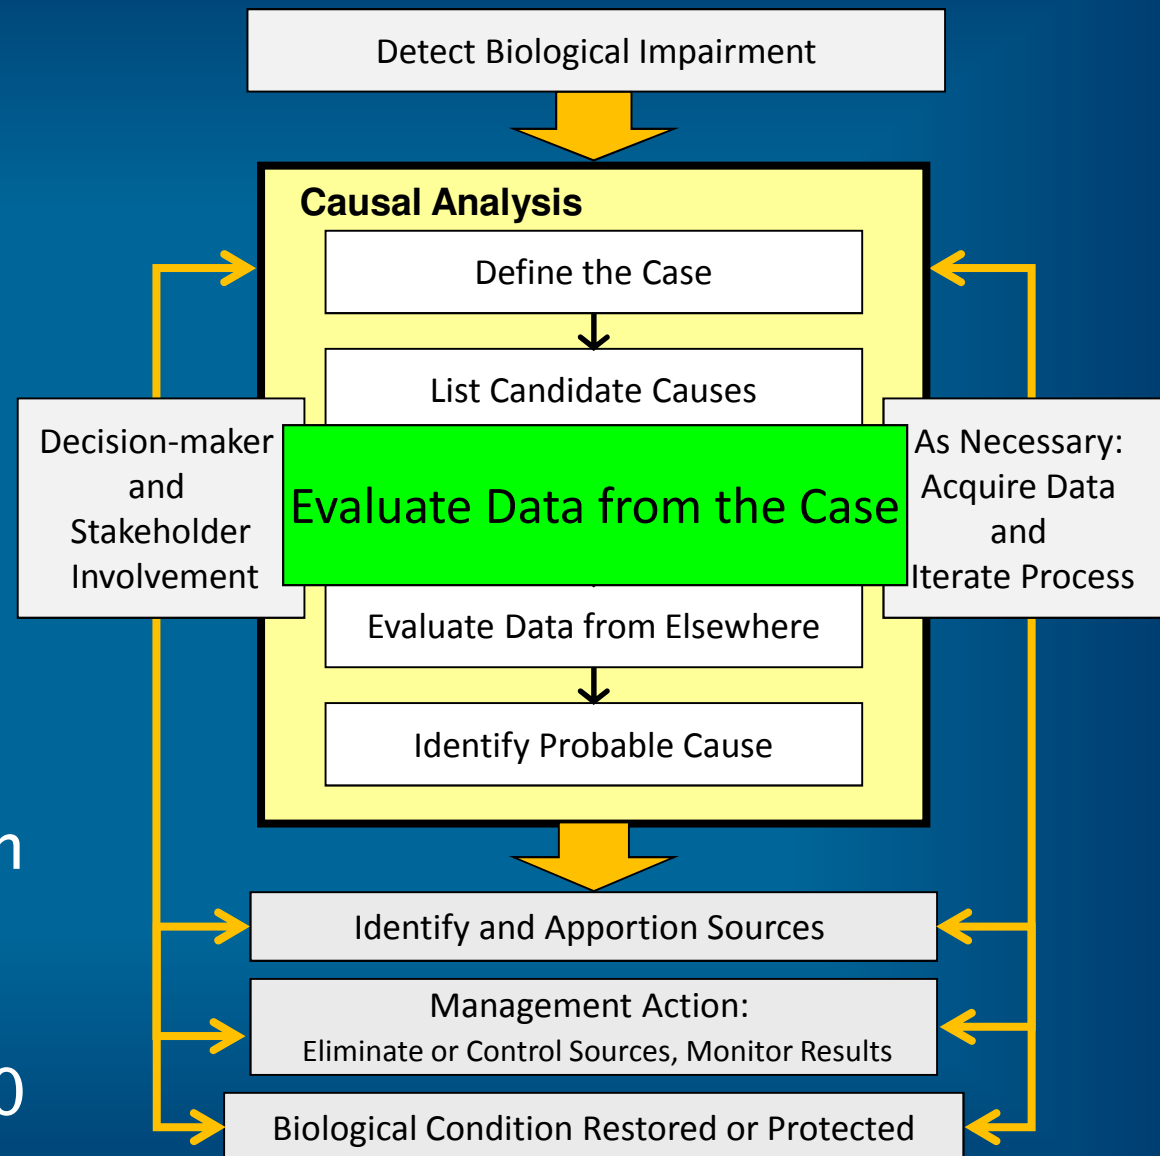 Detect Biological Impairment
Causal Analysis
Define the Case
List Candidate Causes
Decision-maker
and
Stakeholder
Involvement
Evaluate Data from the Case
As Necessary:
Acquire Data
and
Iterate Process
Evaluate Data from Elsewhere
Identify Probable Cause
Identify and Apportion Sources
Management Action:
Eliminate or Control Sources, Monitor Results
Biological Condition Restored or Protected